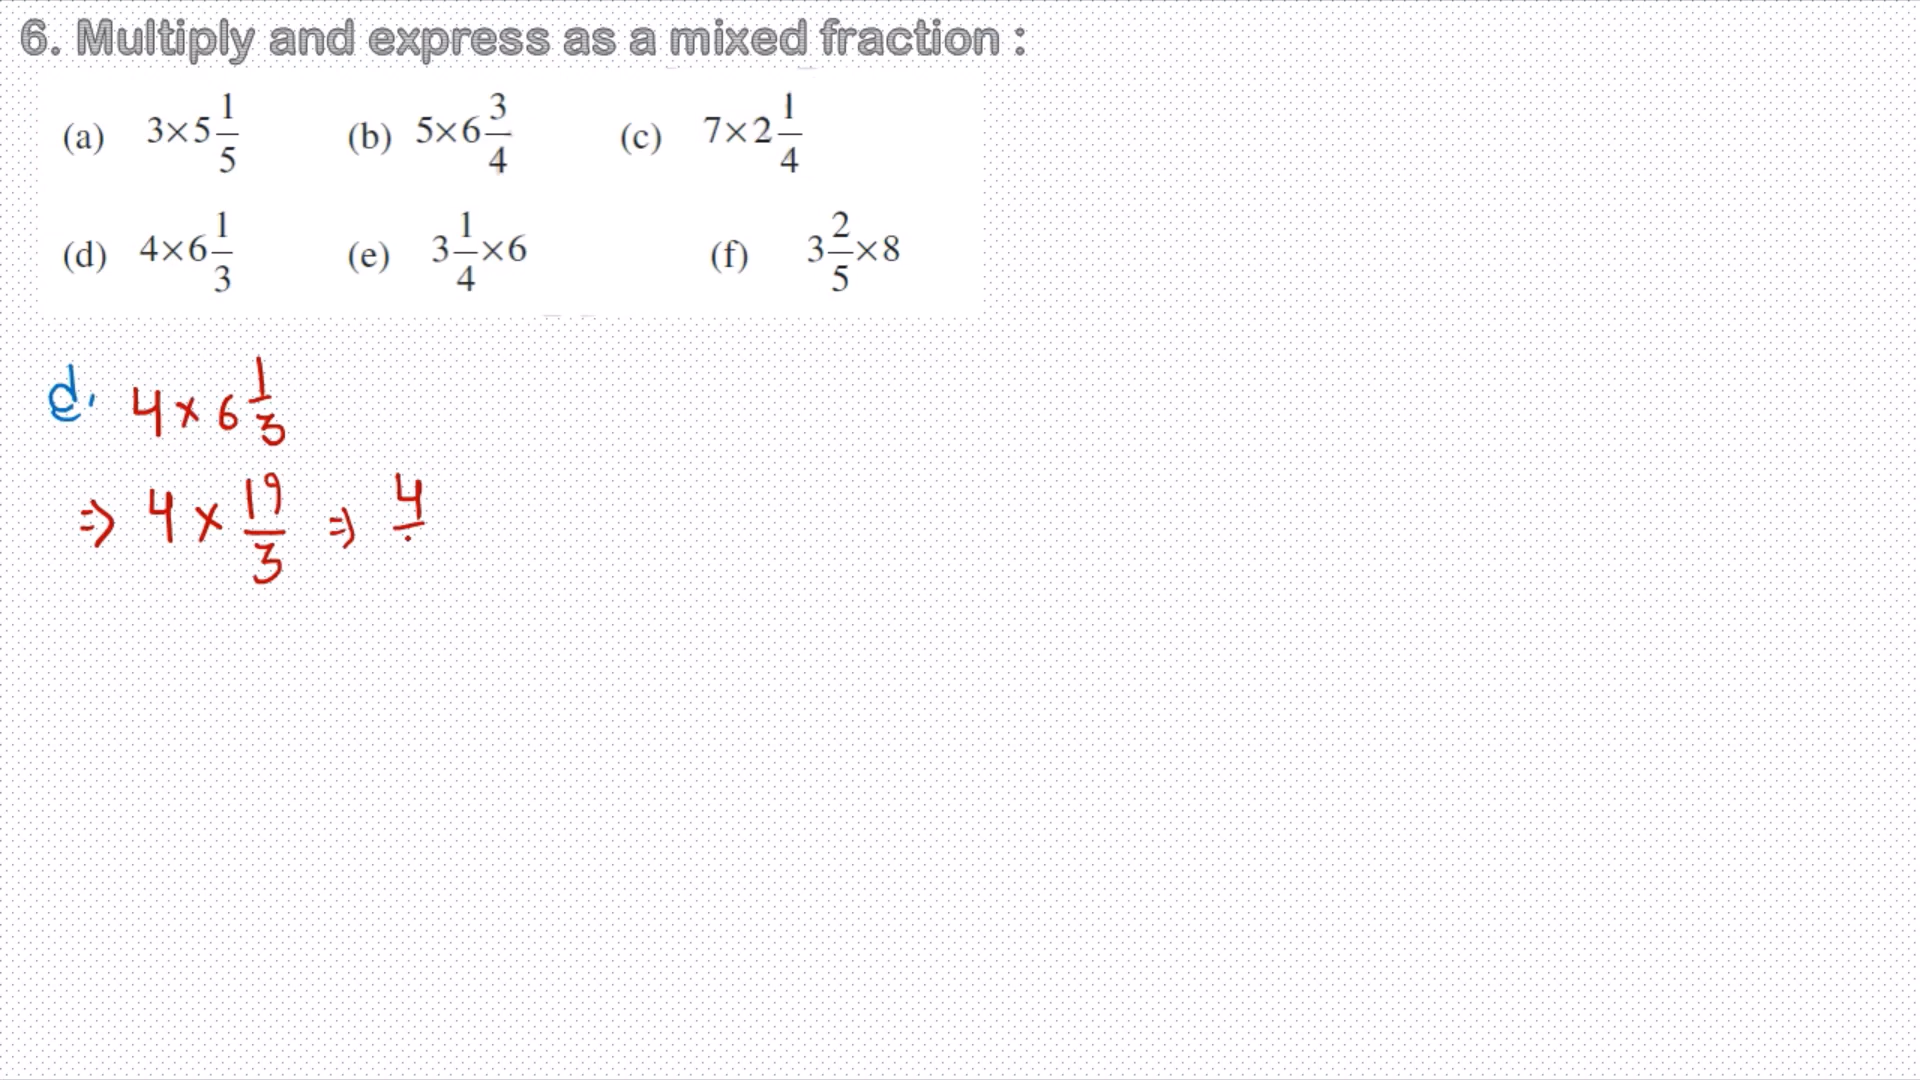 6. Multiply and express as a mixed fraction :
(a) 3×5 1/5 (b) 5×6 3/4 (c) 7×2 1/4
(d) 4×6 1/3 (e) 3 1/4 ×6 (f) 3 2/5 ×8
d. 4 × 6 1/3
⇒ 4 × 19/3 ⇒ 4/